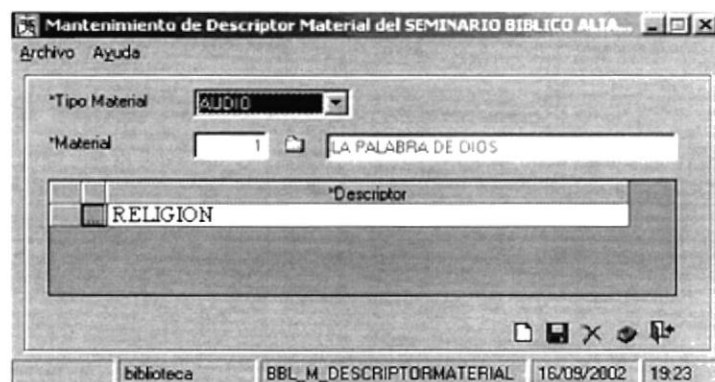 Mantenimiento de Descriptor Material del SEMINARIO BIBLICO ALIA...
Archivo Ayuda
*Tipo Material AUDIO
*Material 1 LA PALABRA DE DIOS
*Descriptor
RELIGION
biblioteca BBL_M_DESCRIPTORMATERIAL 16/09/2002 19:23